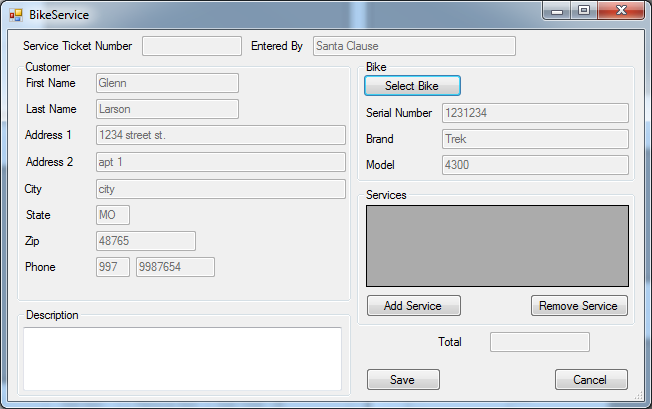 BikeService
Service Ticket Number Entered By Santa Clause
Customer
First Name Glenn
Last Name Larson
Address 1 1234 street st.
Address 2 apt 1
City city
State MO
Zip 48765
Phone 997 9987654
Bike
Select Bike
Serial Number 1231234
Brand Trek
Model 4300
Services
Add Service Remove Service
Description
Total
Save Cancel